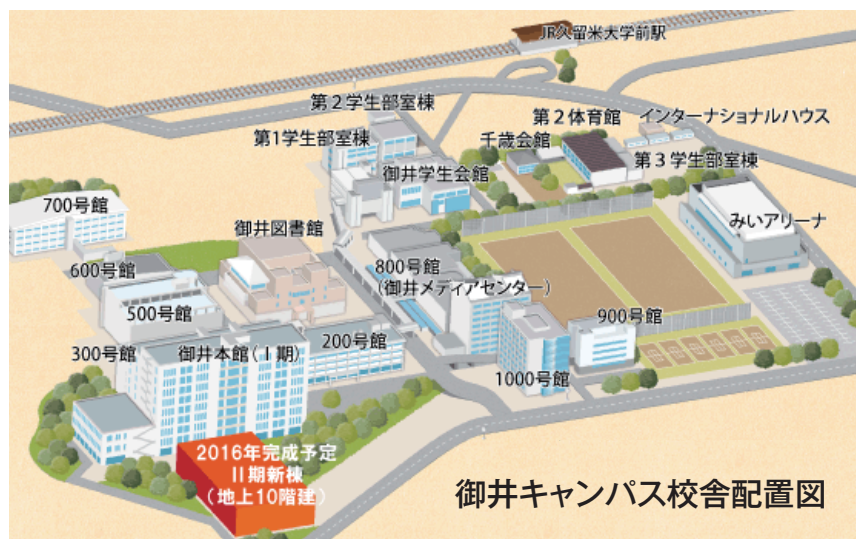 JR久留米大学前駅
第2学生部室棟
第2体育館
インターナショナルハウス
第1学生部室棟
千歳会館
第3学生部室棟
御井学生会館
700号館
御井図書館
みいアリーナ
600号館
800号館
(御井メディアセンター)
500号館
900号館
300号館
御井本館(Ⅰ期)
200号館
1000号館
2016年完成予定
Ⅱ期新棟
(地上10階建)
御井キャンパス校舎配置図